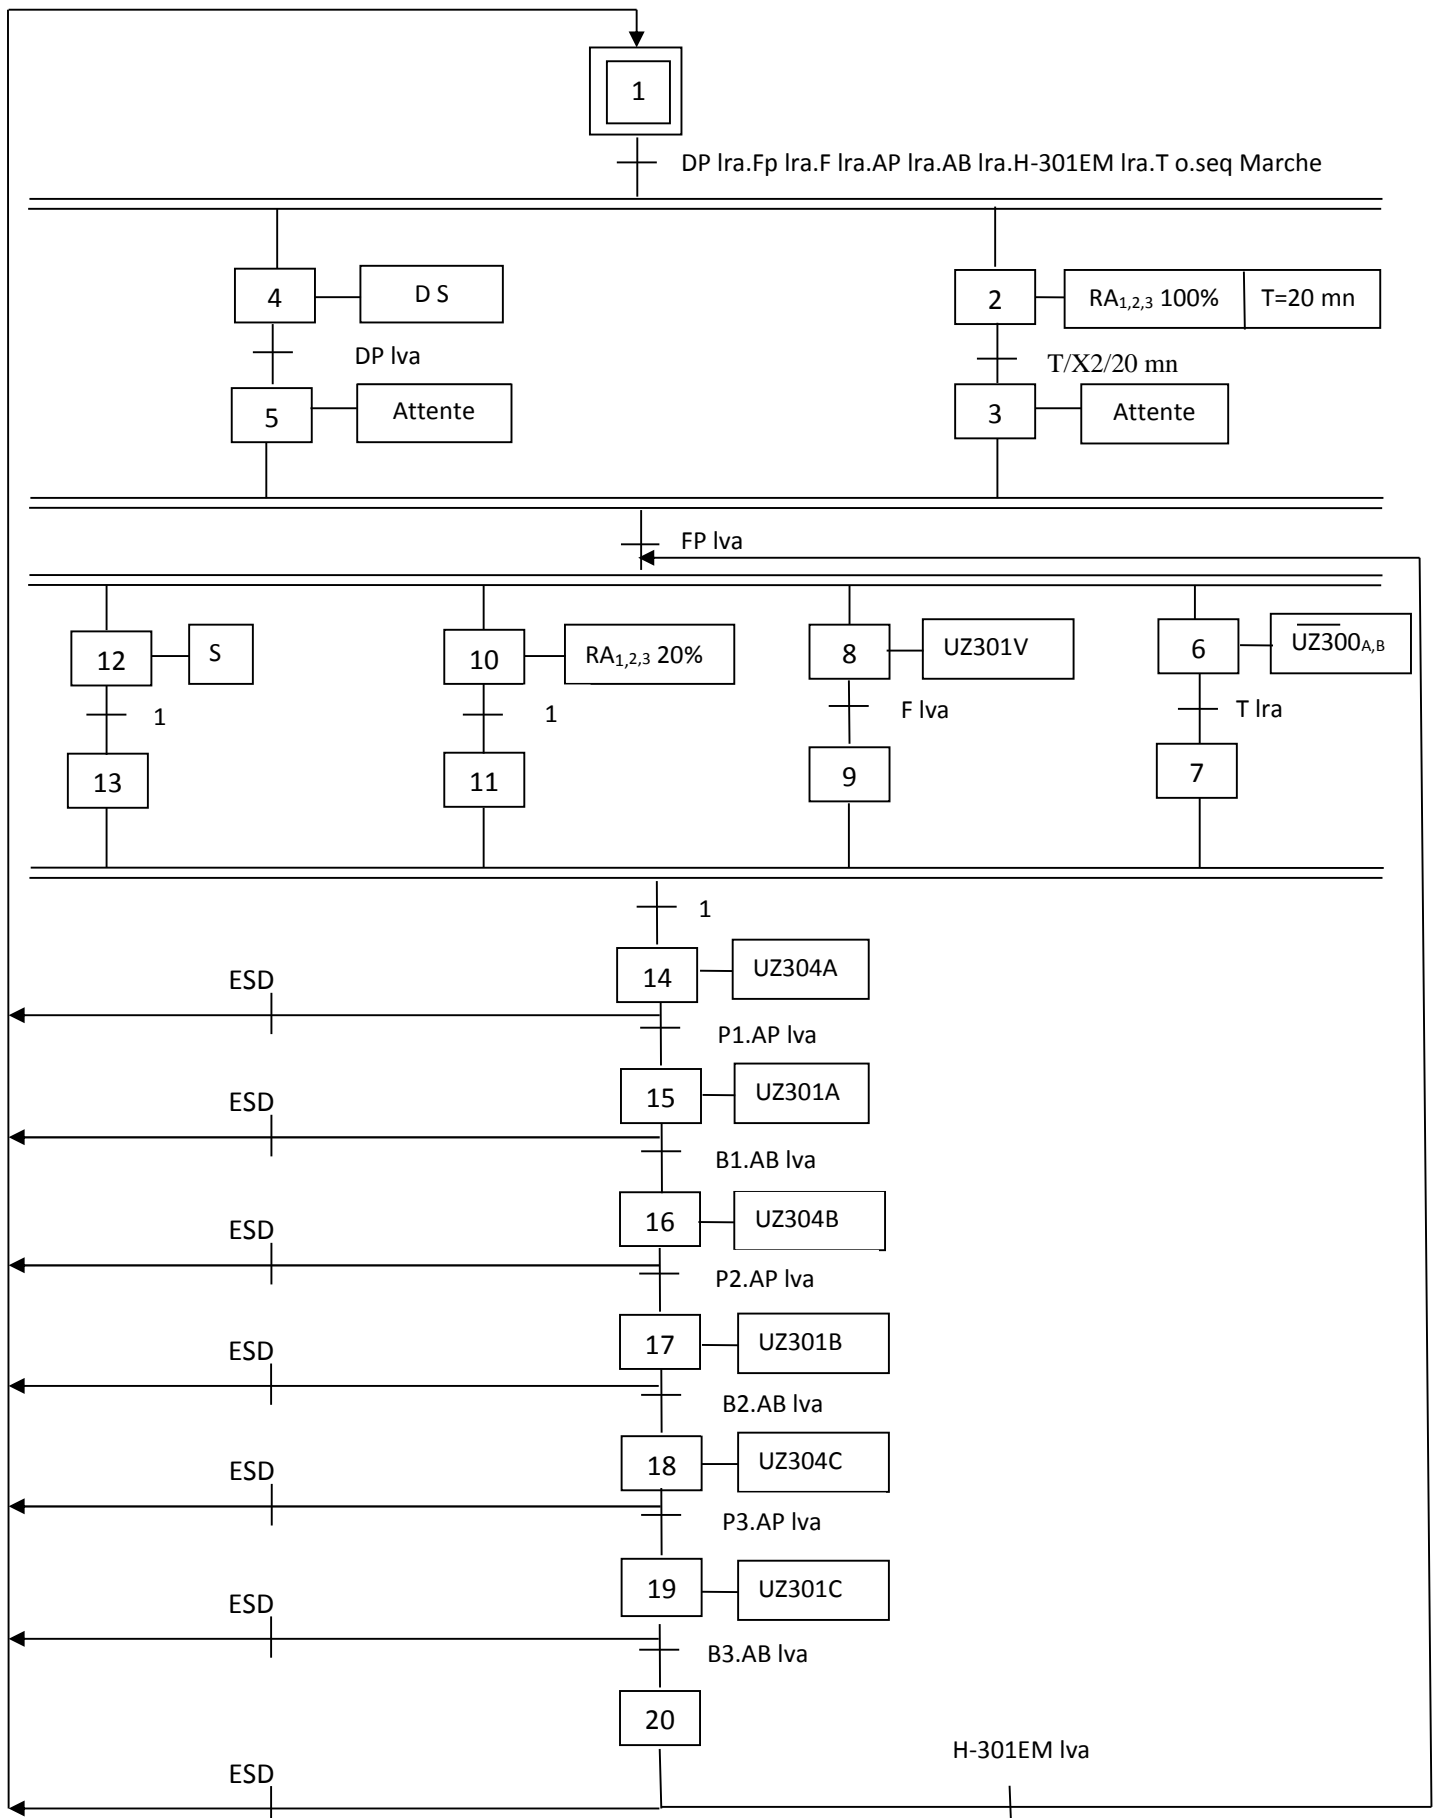 1
DP lra.Fp lra.F lra.AP lra.AB lra.H-301EM lra.T o.seq Marche
4
D S
2
RA1,2,3 100%
T=20 mn
DP lva
T/X2/20 mn
5
Attente
3
Attente
FP lva
12
S
10
RA1,2,3 20%
8
UZ301V
6
UZ300A,B
1
1
F lva
T lra
13
11
9
7
1
14
UZ304A
ESD
P1.AP lva
15
UZ301A
ESD
B1.AB lva
16
UZ304B
ESD
P2.AP lva
17
UZ301B
ESD
B2.AB lva
18
UZ304C
ESD
P3.AP lva
19
UZ301C
ESD
B3.AB lva
20
H-301EM lva
ESD